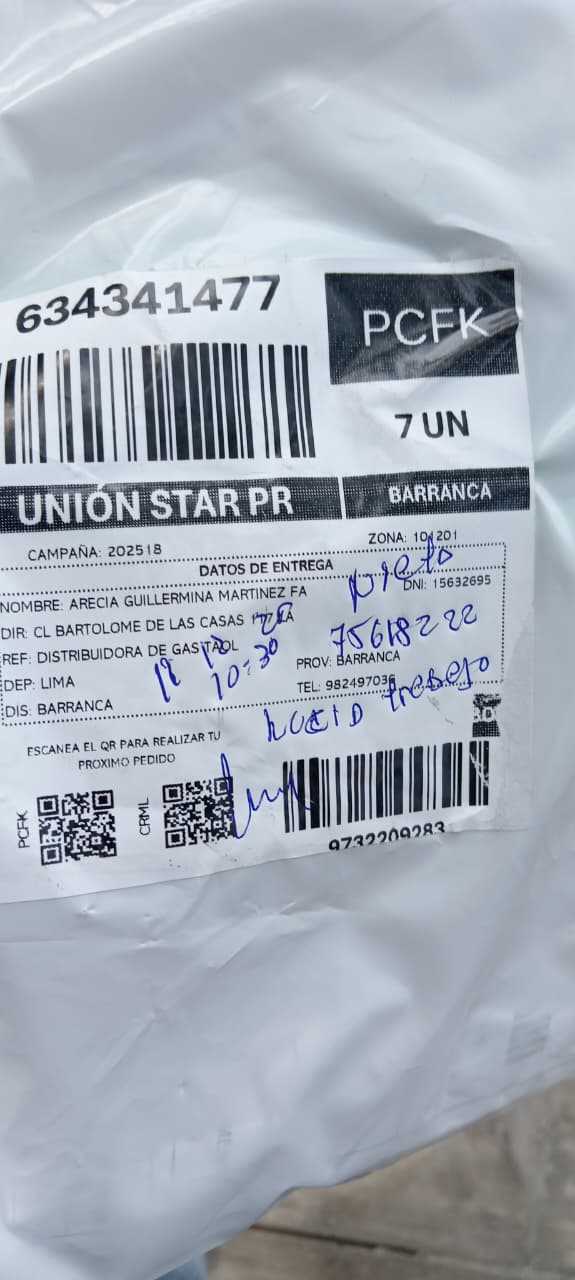 634341477
PCFK
7 UN
UNIÓN STAR PR
BARRANCA
CAMPAÑA: 202518
ZONA: 101201
DATOS DE ENTREGA
NOMBRE: ARECIA GUILLERMINA MARTINEZ FA
DNI: 15632695
DIR: CL BARTOLOME DE LAS CASAS
REF: DISTRIBUIDORA DE GAS
75618222
DEP: LIMA
10:30
PROV: BARRANCA
DIS: BARRANCA
TEL: 982497036
ESCANEA EL QR PARA REALIZAR TU
PROXIMO PEDIDO
PCFK
CRML
9732209283